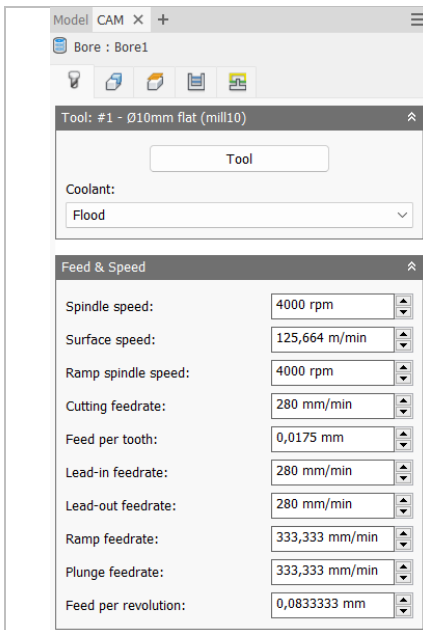 Model CAM × +
Bore : Bore1
Tool: #1 - Ø10mm flat (mill10)
Tool
Coolant:
Flood
Feed & Speed
Spindle speed: 4000 rpm
Surface speed: 125,664 m/min
Ramp spindle speed: 4000 rpm
Cutting feedrate: 280 mm/min
Feed per tooth: 0,0175 mm
Lead-in feedrate: 280 mm/min
Lead-out feedrate: 280 mm/min
Ramp feedrate: 333,333 mm/min
Plunge feedrate: 333,333 mm/min
Feed per revolution: 0,0833333 mm